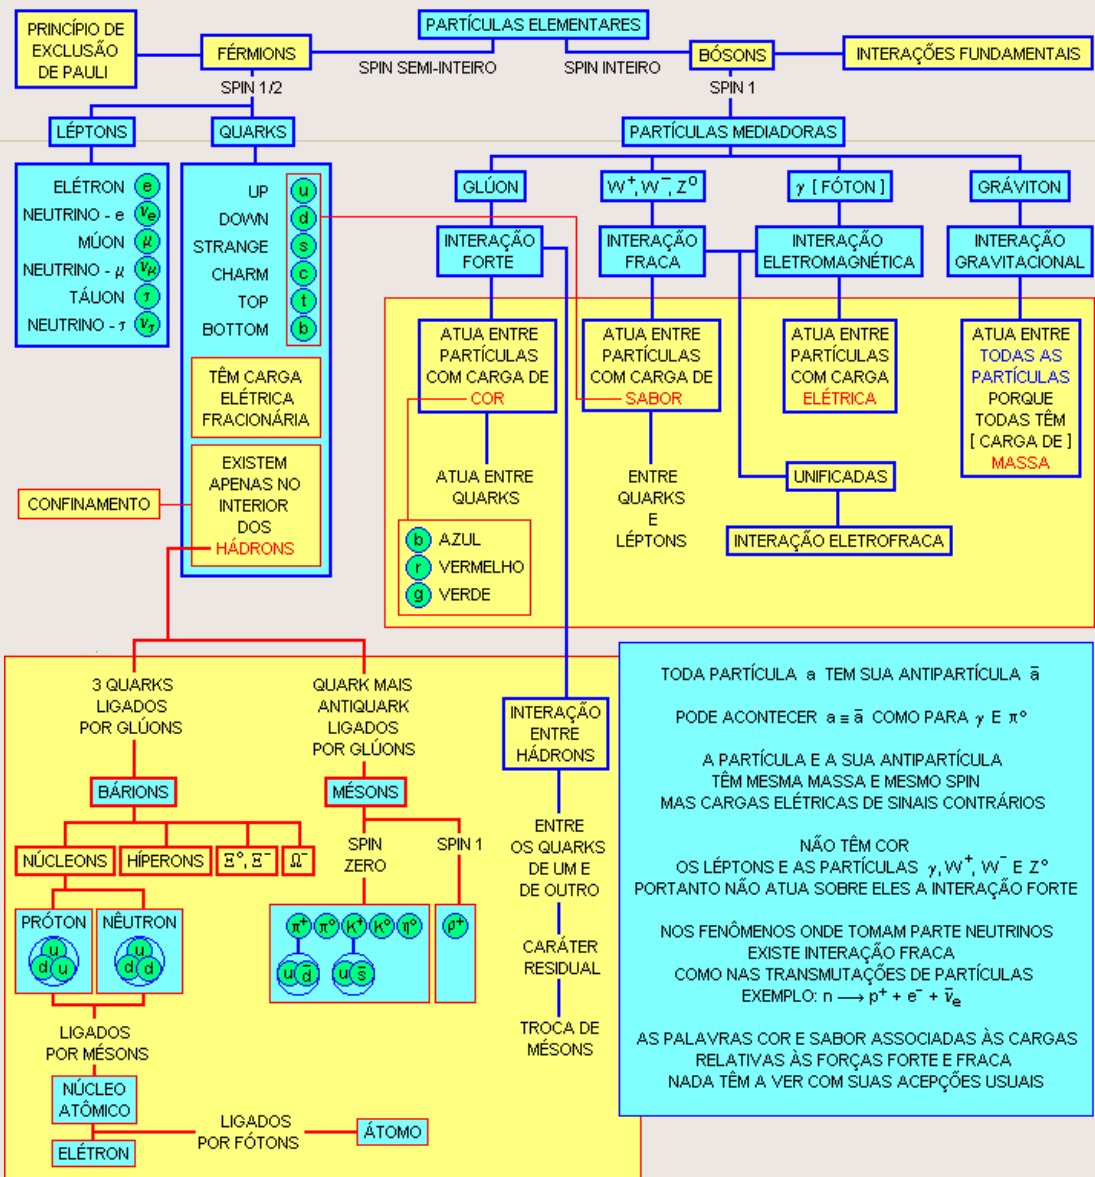 PARTÍCULAS ELEMENTARES
PRINCÍPIO DE
EXCLUSÃO
DE PAULI
FÉRMIONS
SPIN SEMI-INTEIRO
SPIN INTEIRO
BÓSONS
INTERAÇÕES FUNDAMENTAIS
SPIN 1/2
SPIN 1
LÉPTONS
QUARKS
PARTÍCULAS MEDIADORAS
ELÉTRON e
NEUTRINO - e νe
MÚON μ
NEUTRINO - μ νμ
TÁUON τ
NEUTRINO - τ ντ
UP u
DOWN d
STRANGE s
CHARM c
TOP t
BOTTOM b
TÊM CARGA
ELÉTRICA
FRACIONÁRIA
EXISTEM
APENAS NO
INTERIOR
DOS
HÁDRONS
CONFINAMENTO
GLÚON
W⁺, W⁻, Z⁰
γ [ FÓTON ]
GRÁVITON
INTERAÇÃO
FORTE
INTERAÇÃO
FRACA
INTERAÇÃO
ELETROMAGNÉTICA
INTERAÇÃO
GRAVITACIONAL
ATUA ENTRE
PARTÍCULAS
COM CARGA DE
COR
ATUA ENTRE
PARTÍCULAS
COM CARGA DE
SABOR
ATUA ENTRE
PARTÍCULAS
COM CARGA
ELÉTRICA
ATUA ENTRE
TODAS AS
PARTÍCULAS
PORQUE
TODAS TÊM
[ CARGA DE ]
MASSA
ATUA ENTRE
QUARKS
ENTRE
QUARKS
E
LÉPTONS
UNIFICADAS
INTERAÇÃO ELETROFRACA
b AZUL
r VERMELHO
g VERDE
3 QUARKS
LIGADOS
POR GLÚONS
QUARK MAIS
ANTIQUARK
LIGADOS
POR GLÚONS
BÁRIONS
MÉSONS
NÚCLEONS
HÍPERONS
Ξ⁰, Ξ⁻
Ω⁻
SPIN
ZERO
SPIN 1
PRÓTON
u
d u
NÊUTRON
u
d d
π⁺ π⁰ K⁺ K⁰ η⁰
ρ⁺
u d̅
u s̅
LIGADOS
POR MÉSONS
NÚCLEO
ATÔMICO
ELÉTRON
LIGADOS
POR FÓTONS
ÁTOMO
INTERAÇÃO
ENTRE
HÁDRONS
ENTRE
OS QUARKS
DE UM E
DE OUTRO
CARÁTER
RESIDUAL
TROCA DE
MÉSONS
TODA PARTÍCULA a TEM SUA ANTIPARTÍCULA a̅
PODE ACONTECER a ≡ a̅ COMO PARA γ E π⁰
A PARTÍCULA E A SUA ANTIPARTÍCULA
TÊM MESMA MASSA E MESMO SPIN
MAS CARGAS ELÉTRICAS DE SINAIS CONTRÁRIOS
NÃO TÊM COR
OS LÉPTONS E AS PARTÍCULAS γ, W⁺, W⁻ E Z⁰
PORTANTO NÃO ATUA SOBRE ELES A INTERAÇÃO FORTE
NOS FENÔMENOS ONDE TOMAM PARTE NEUTRINOS
EXISTE INTERAÇÃO FRACA
COMO NAS TRANSMUTAÇÕES DE PARTÍCULAS
EXEMPLO: n ⟶ p⁺ + e⁻ + ν̅e
AS PALAVRAS COR E SABOR ASSOCIADAS ÀS CARGAS
RELATIVAS ÀS FORÇAS FORTE E FRACA
NADA TÊM A VER COM SUAS ACEPÇÕES USUAIS